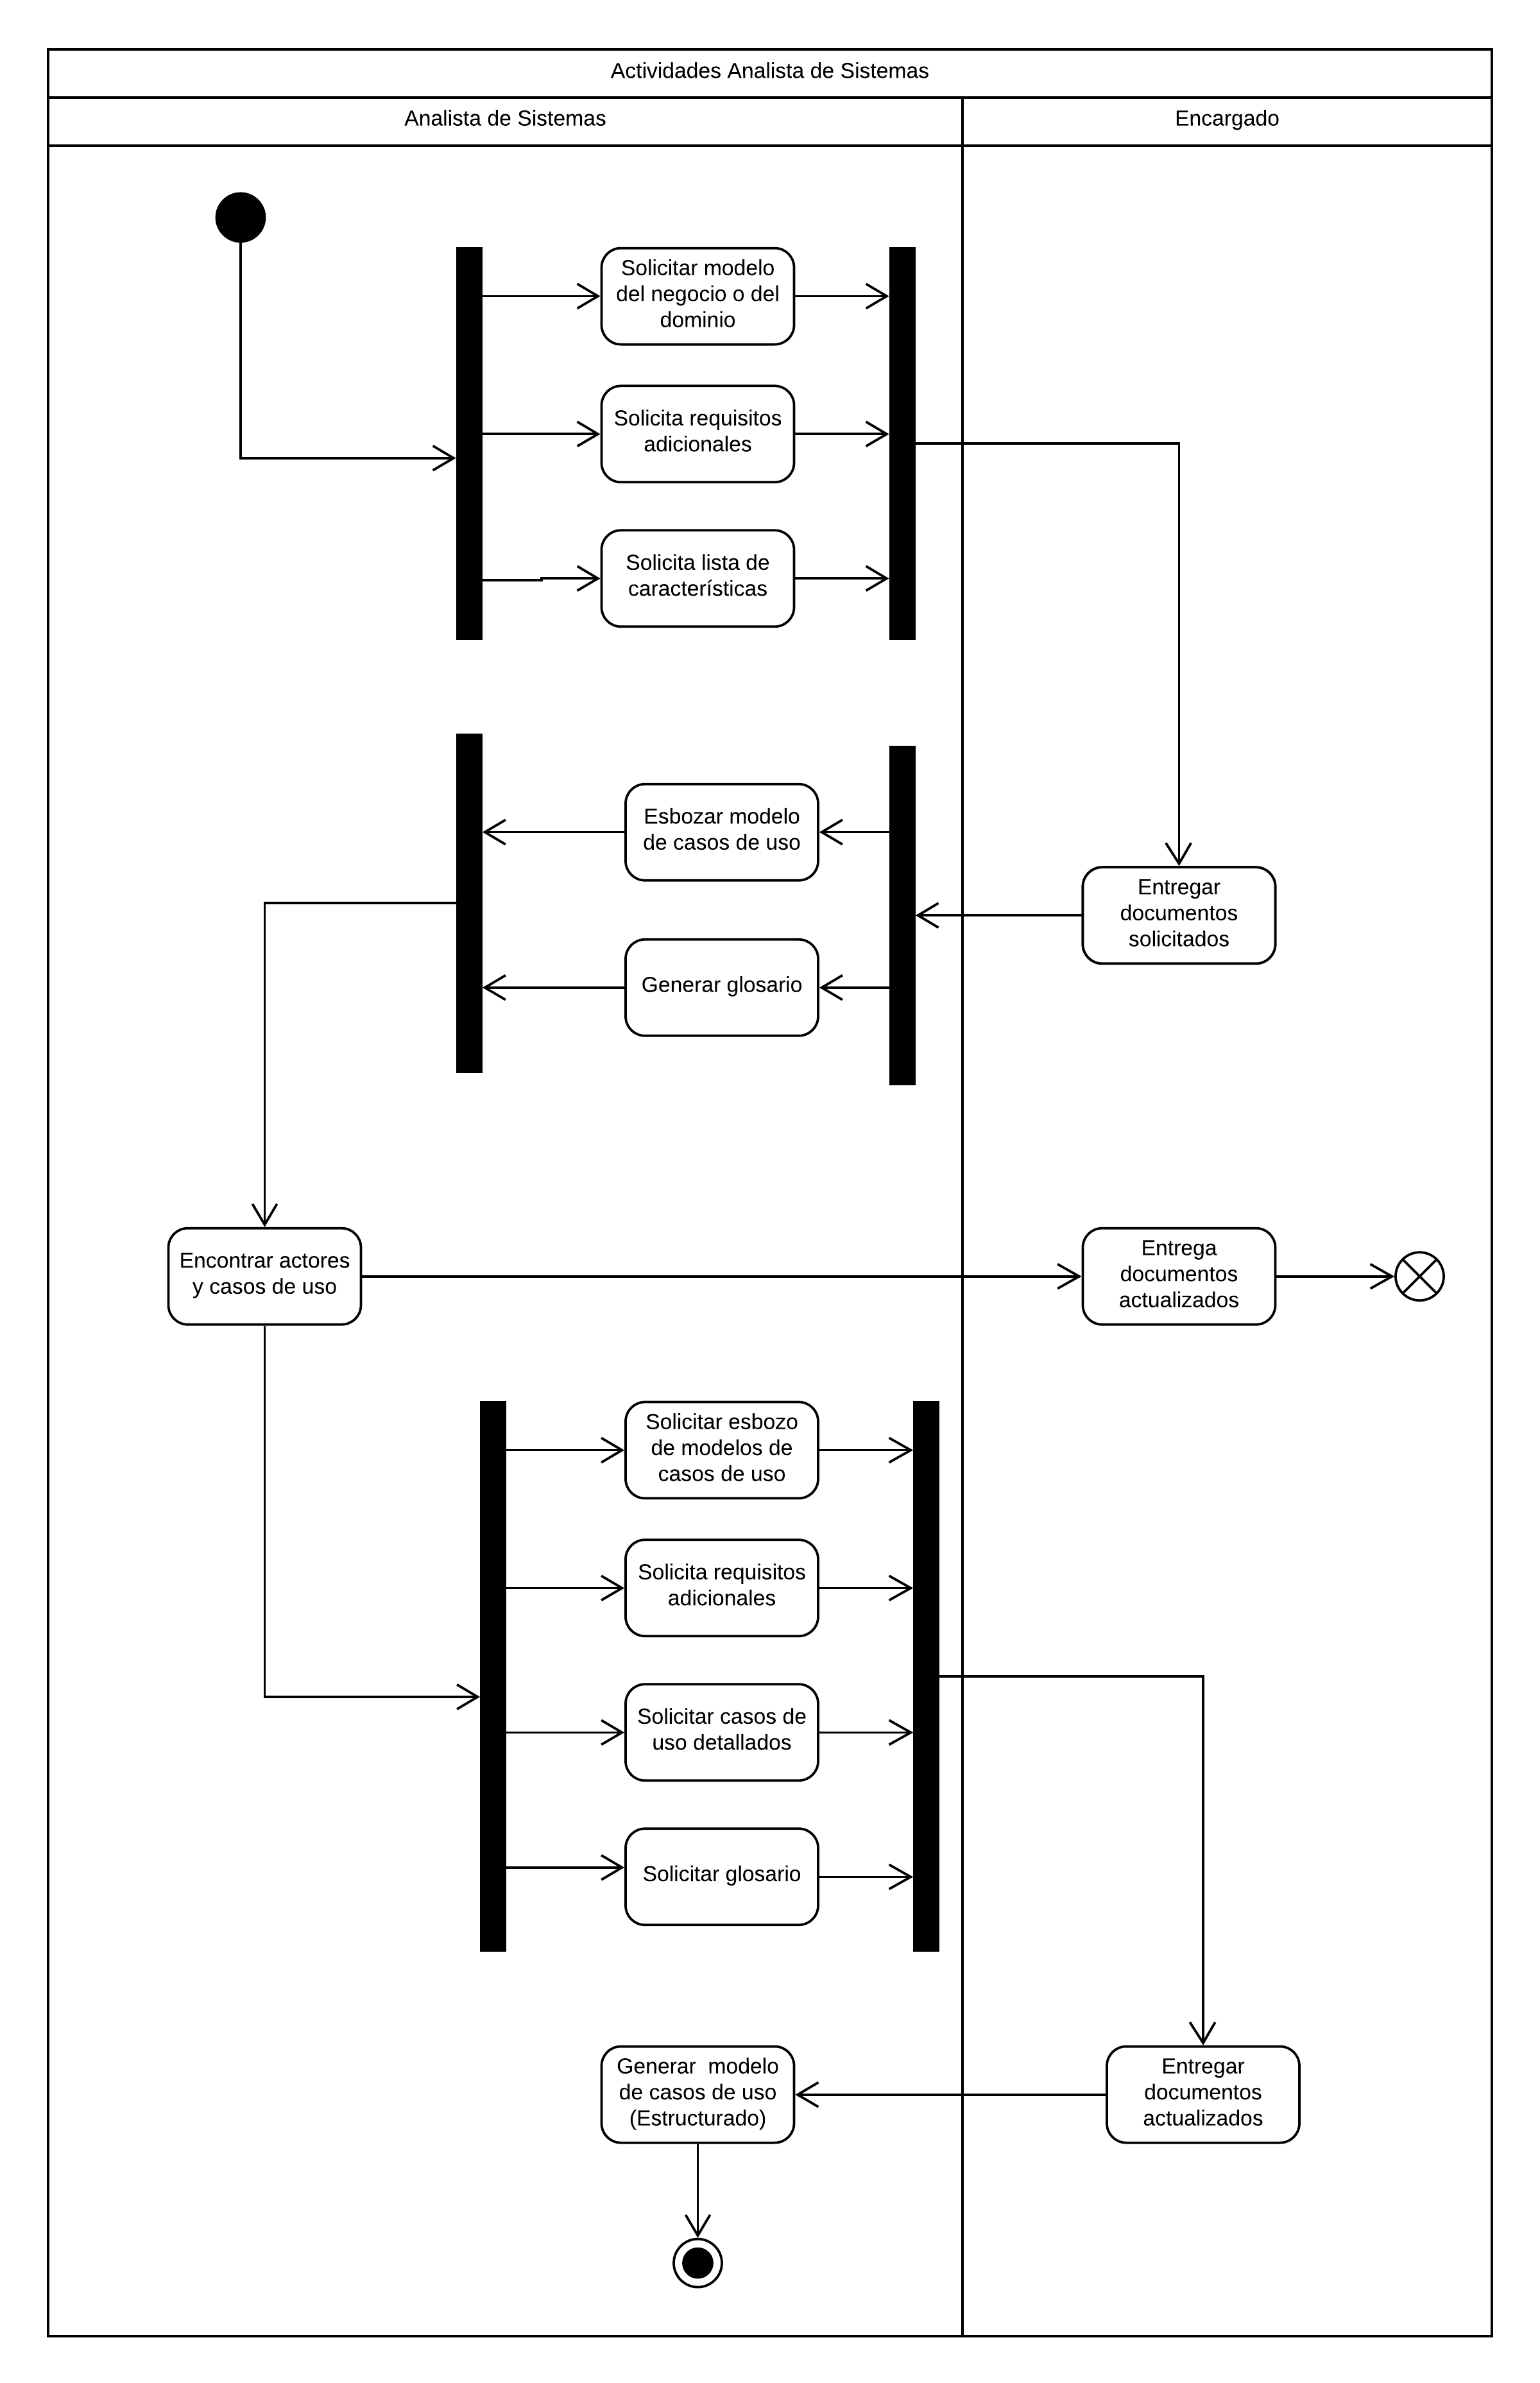 Actividades Analista de Sistemas
Analista de Sistemas
Encargado
Solicitar modelo
del negocio o del
dominio
Solicita requisitos
adicionales
Solicita lista de
características
Esbozar modelo
de casos de uso
Entregar
documentos
solicitados
Generar glosario
Encontrar actores
y casos de uso
Entrega
documentos
actualizados
Solicitar esbozo
de modelos de
casos de uso
Solicita requisitos
adicionales
Solicitar casos de
uso detallados
Solicitar glosario
Generar  modelo
de casos de uso
(Estructurado)
Entregar
documentos
actualizados